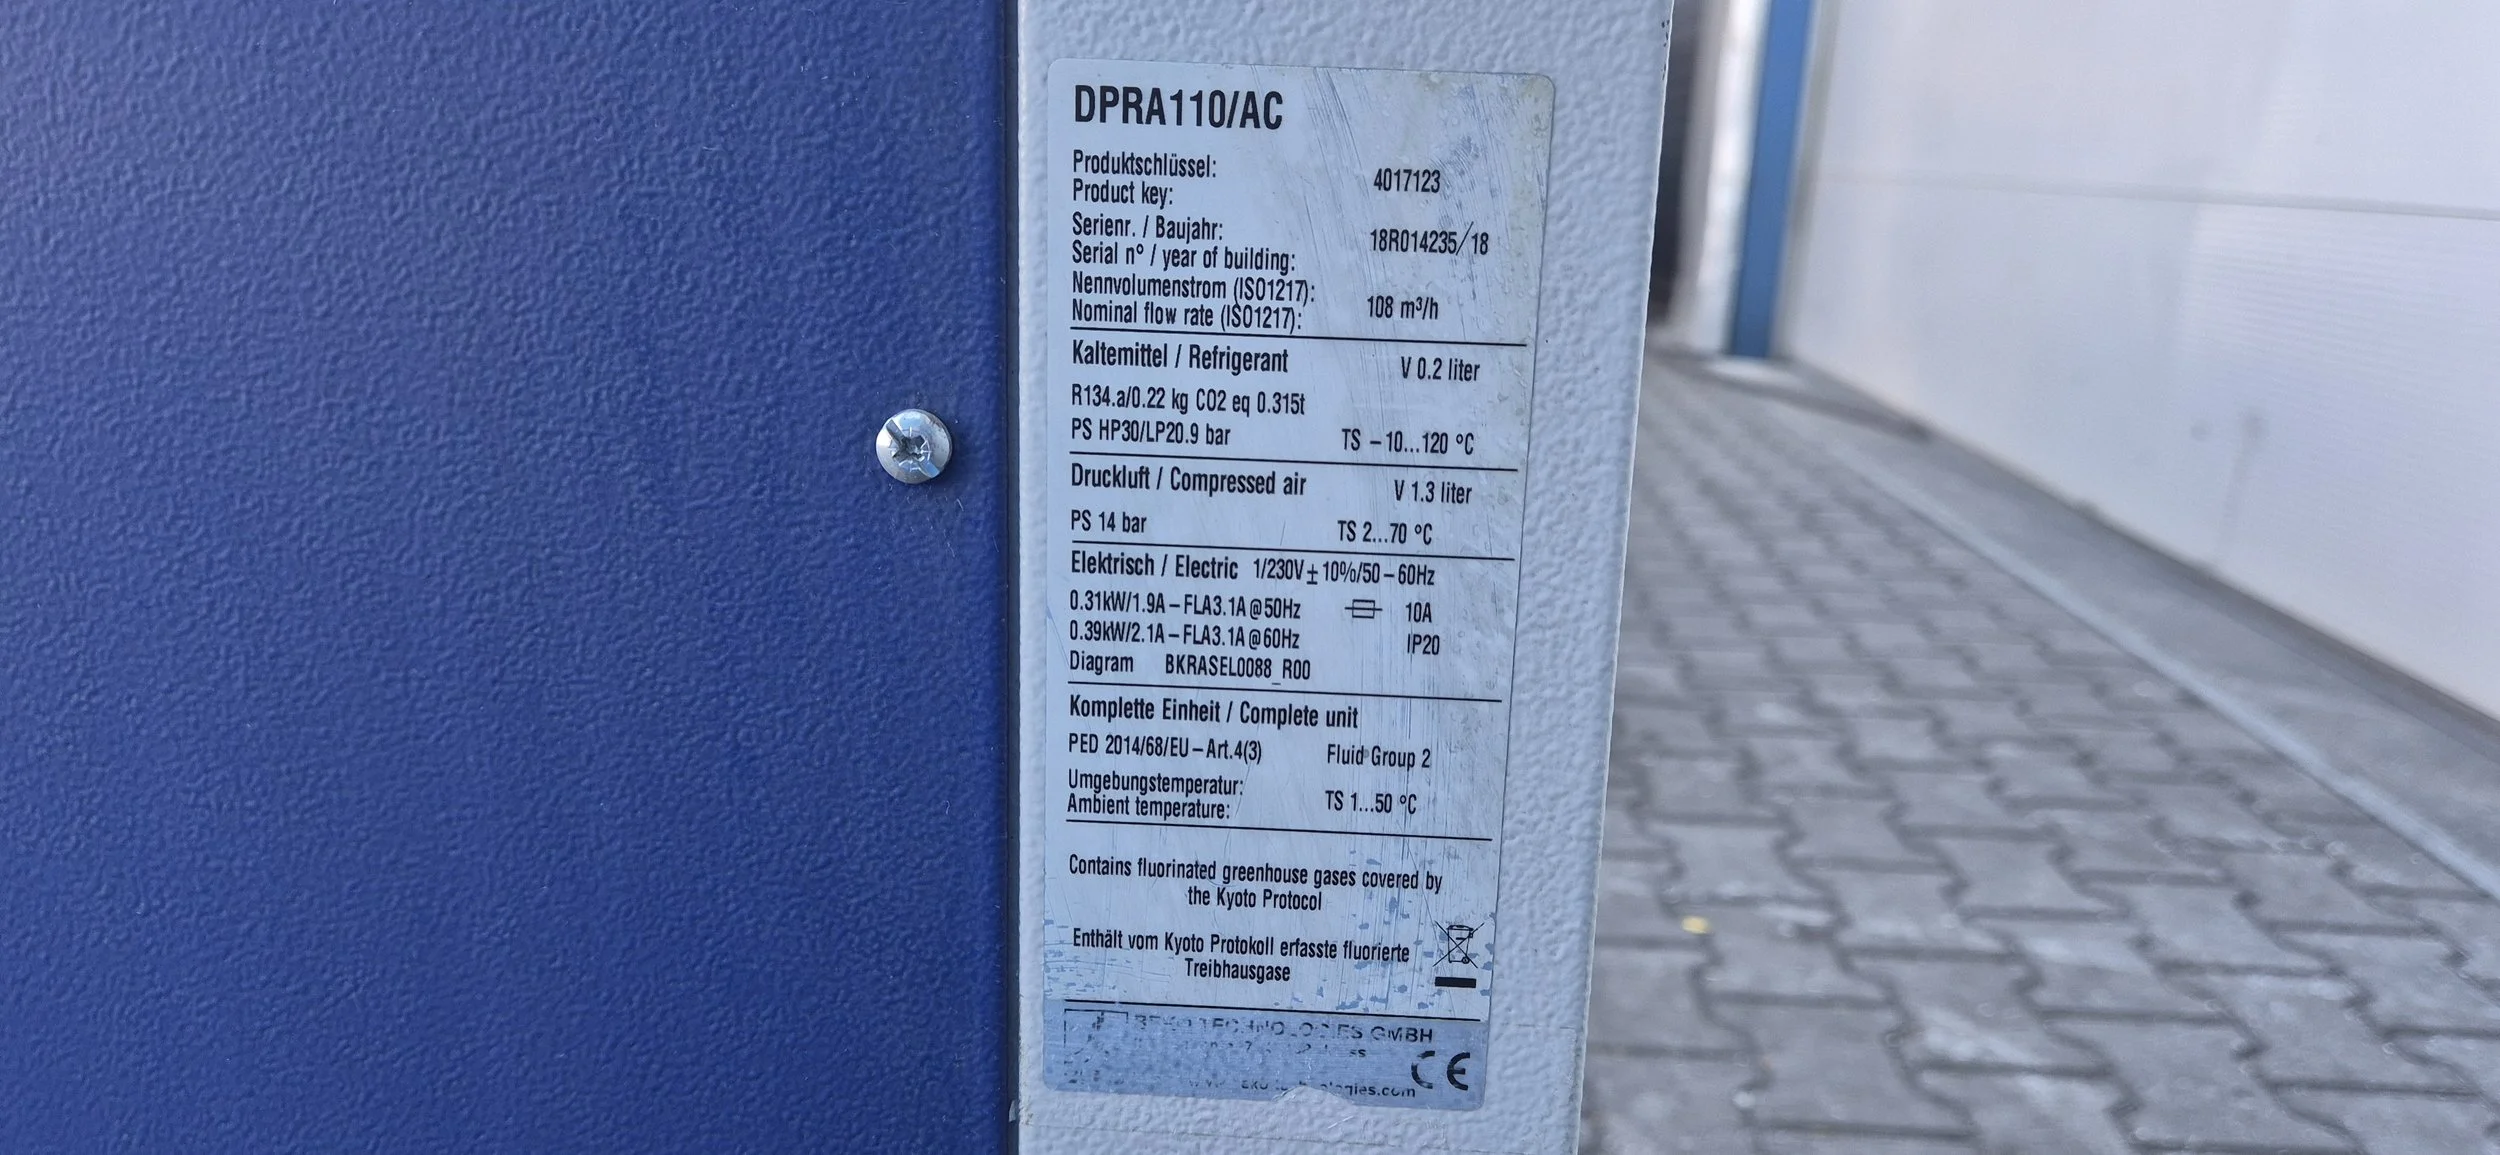 DPRA110/AC
Produktschlüssel:
Product key:
4017123
Serienr. / Baujahr:
Serial n° / year of building:
18R014235/18
Nennvolumenstrom (ISO1217):
Nominal flow rate (ISO1217):
108 m³/h
Kaltemittel / Refrigerant V 0.2 liter
R134.a/0.22 kg CO2 eq 0.315t
PS HP30/LP20.9 bar TS -10...120 °C
Druckluft / Compressed air V 1.3 liter
PS 14 bar TS 2...70 °C
Elektrisch / Electric 1/230V±10%/50-60Hz
0.31kW/1.9A-FLA3.1A@50Hz 10A
0.39kW/2.1A-FLA3.1A@60Hz IP20
Diagram BKRASEL0088_R00
Komplette Einheit / Complete unit
PED 2014/68/EU-Art.4(3) Fluid Group 2
Umgebungstemperatur:
Ambient temperature:
TS 1...50 °C
Contains fluorinated greenhouse gases covered by
the Kyoto Protocol
Enthält vom Kyoto Protokoll erfasste fluorierte
Treibhausgase
BEKO TECHNOLOGIES GMBH
CE